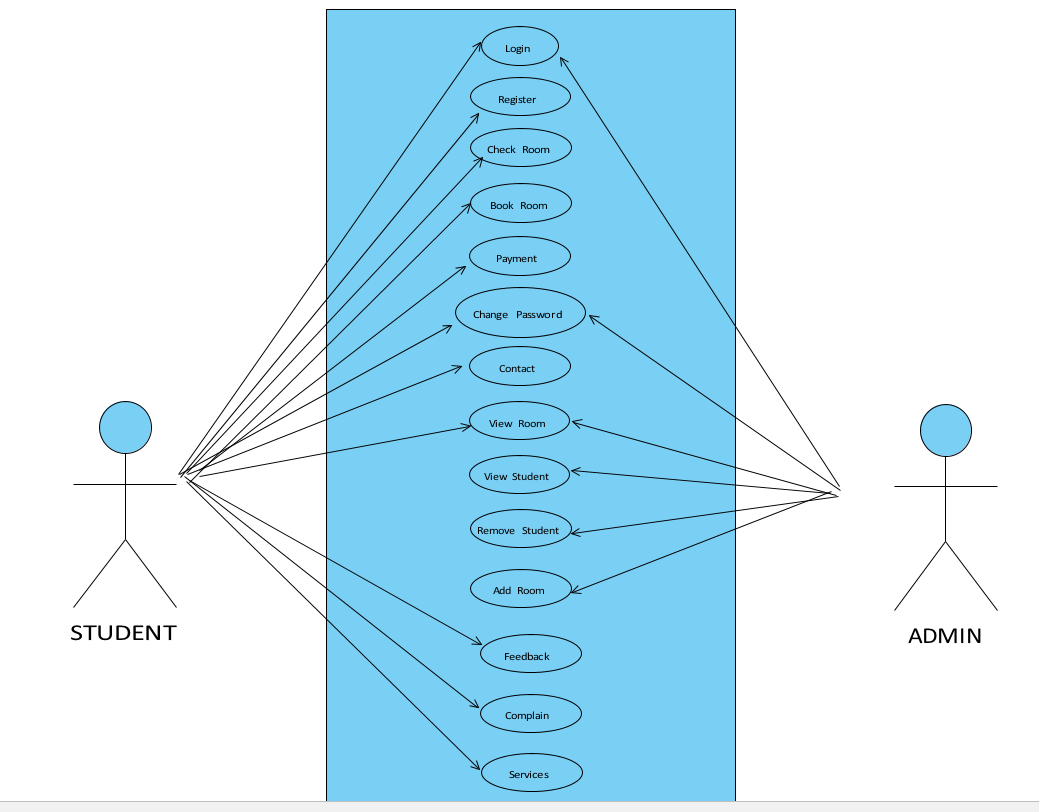 Login
Register
Check Room
Book Room
Payment
Change Password
Contact
View Room
View Student
Remove Student
Add Room
Feedback
Complain
Services
STUDENT
ADMIN